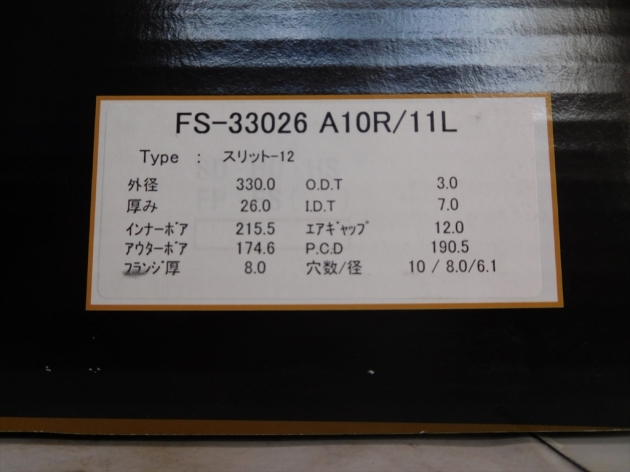 FS-33026 A10R/11L
Type : スリット-12
外径 330.0 O.D.T 3.0
厚み 26.0 I.D.T 7.0
インナーボア 215.5 エアギャップ 12.0
アウターボア 174.6 P.C.D 190.5
フランジ厚 8.0 穴数/径 10 / 8.0/6.1